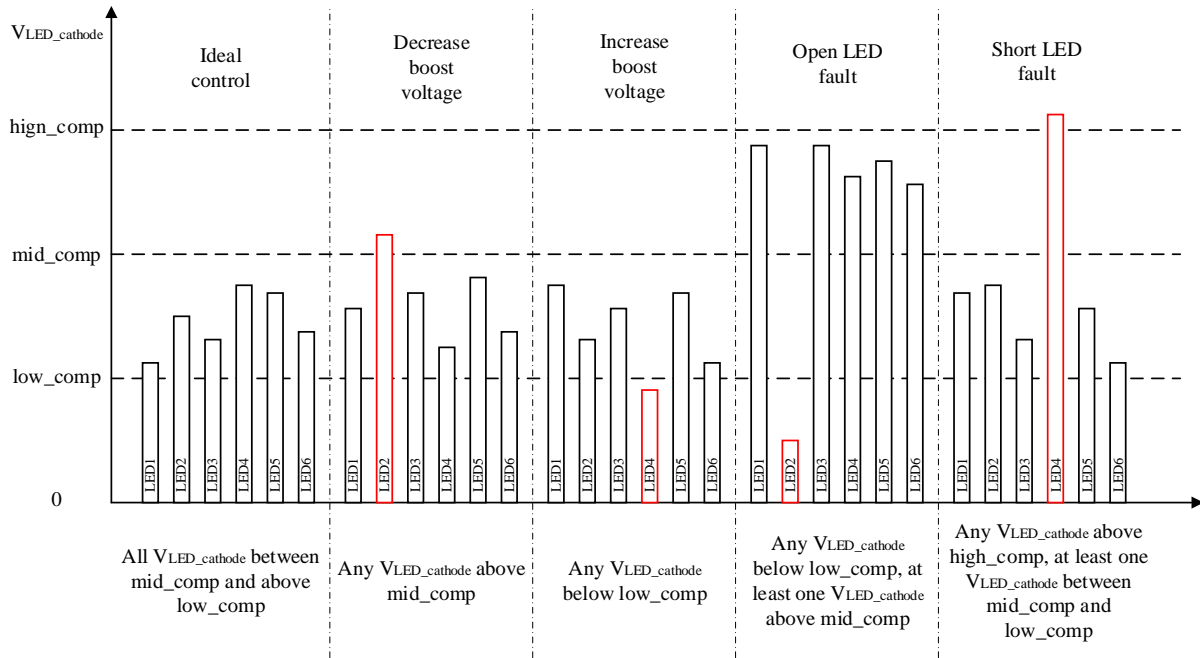 VLED_cathode
Ideal
control
Decrease
boost
voltage
Increase
boost
voltage
Open LED
fault
Short LED
fault
hign_comp
mid_comp
low_comp
0
LED1
LED2
LED3
LED4
LED5
LED6
LED1
LED2
LED3
LED4
LED5
LED6
LED1
LED2
LED3
LED4
LED5
LED6
LED1
LED2
LED3
LED4
LED5
LED6
LED1
LED2
LED3
LED4
LED5
LED6
All VLED_cathode between
mid_comp and above
low_comp
Any VLED_cathode above
mid_comp
Any VLED_cathode
below low_comp
Any VLED_cathode
below low_comp, at
least one VLED_cathode
above mid_comp
Any VLED_cathode above
high_comp, at least one
VLED_cathode between
mid_comp and
low_comp